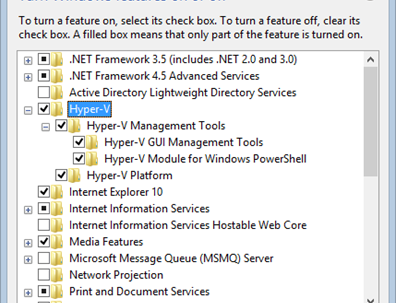 To turn a feature on, select its check box. To turn a feature off, clear its
check box. A filled box means that only part of the feature is turned on.
.NET Framework 3.5 (includes .NET 2.0 and 3.0)
.NET Framework 4.5 Advanced Services
Active Directory Lightweight Directory Services
Hyper-V
Hyper-V Management Tools
Hyper-V GUI Management Tools
Hyper-V Module for Windows PowerShell
Hyper-V Platform
Internet Explorer 10
Internet Information Services
Internet Information Services Hostable Web Core
Media Features
Microsoft Message Queue (MSMQ) Server
Network Projection
Print and Document Services